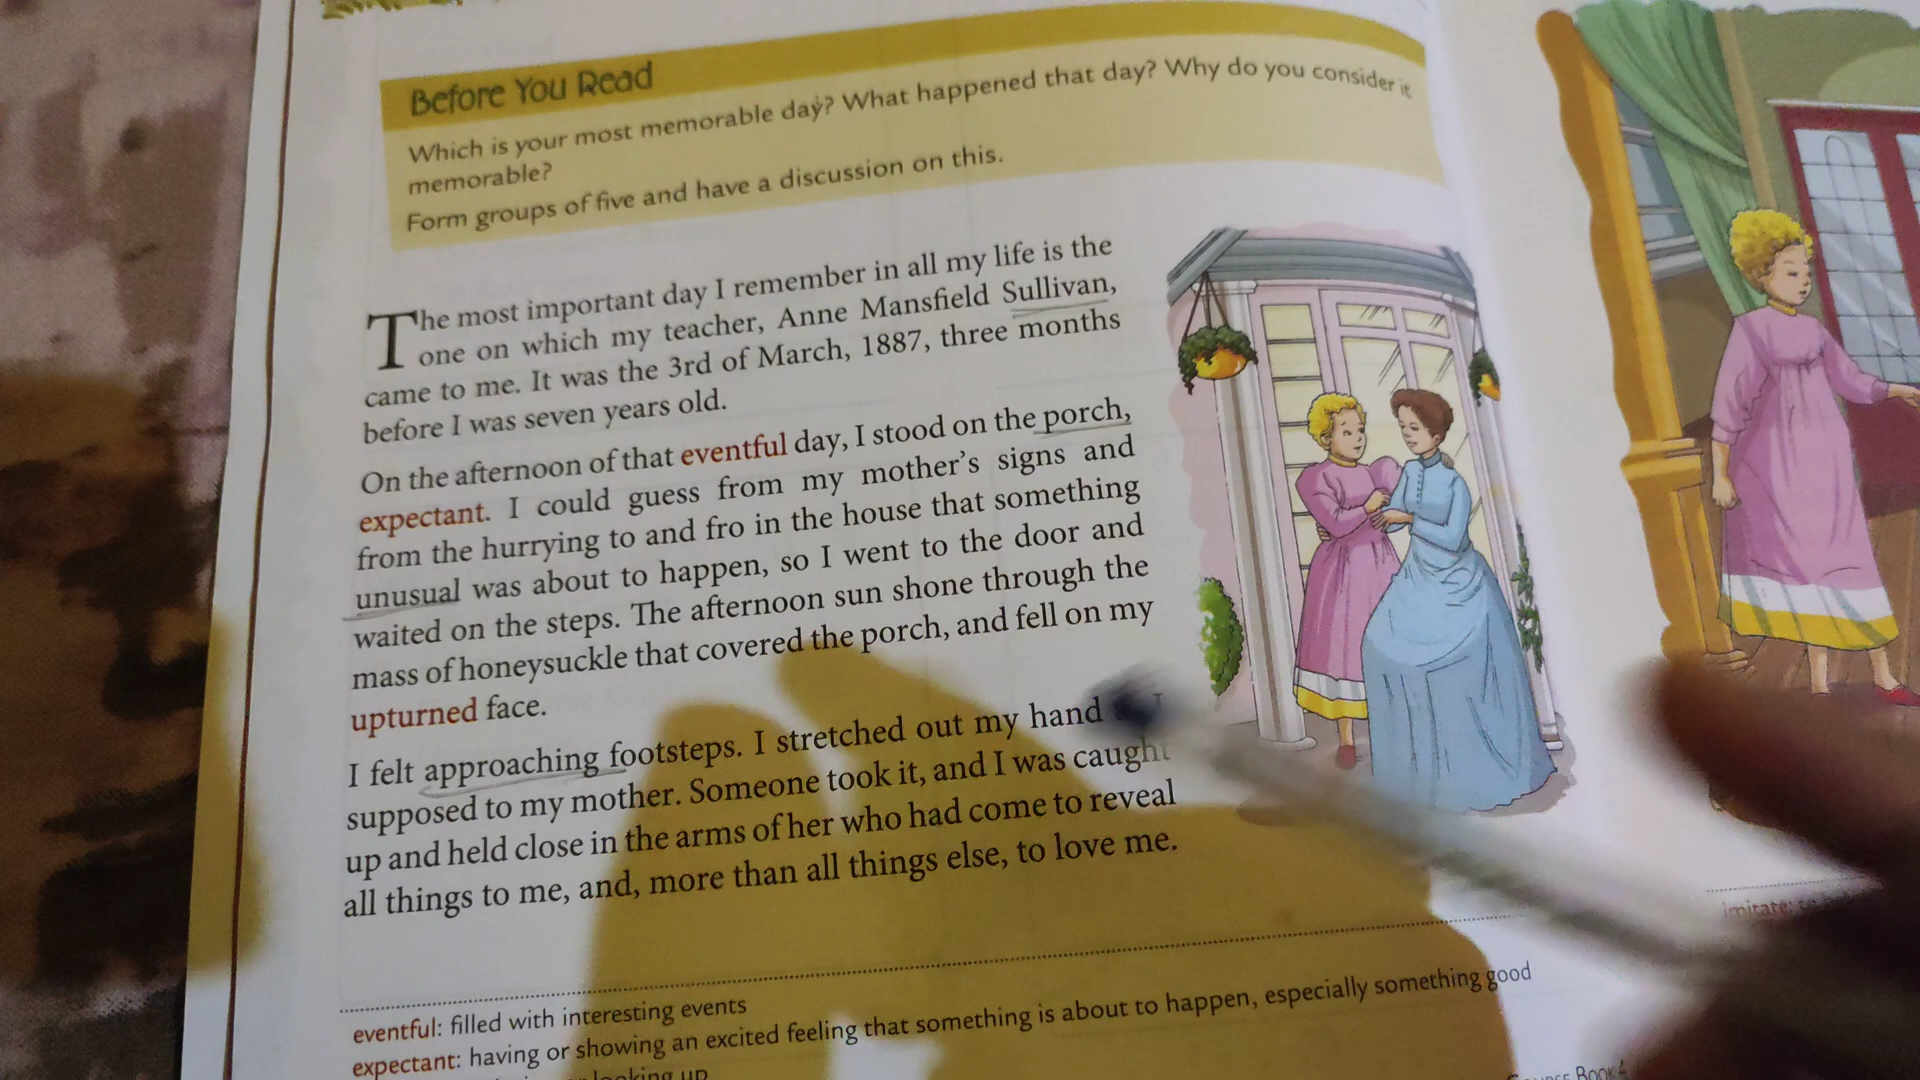 Before You Read
Which is your most memorable day? What happened that day? Why do you consider it
memorable?
Form groups of five and have a discussion on this.
The most important day I remember in all my life is the
one on which my teacher, Anne Mansfield Sullivan,
came to me. It was the 3rd of March, 1887, three months
before I was seven years old.
On the afternoon of that eventful day, I stood on the porch,
expectant. I could guess from my mother's signs and
from the hurrying to and fro in the house that something
unusual was about to happen, so I went to the door and
waited on the steps. The afternoon sun shone through the
mass of honeysuckle that covered the porch, and fell on my
upturned face.
I felt approaching footsteps. I stretched out my hand I
supposed to my mother. Someone took it, and I was caught
up and held close in the arms of her who had come to reveal
all things to me, and, more than all things else, to love me.
eventful: filled with interesting events
expectant: having or showing an excited feeling that something is about to happen, especially something good
looking up
imitate:
Book